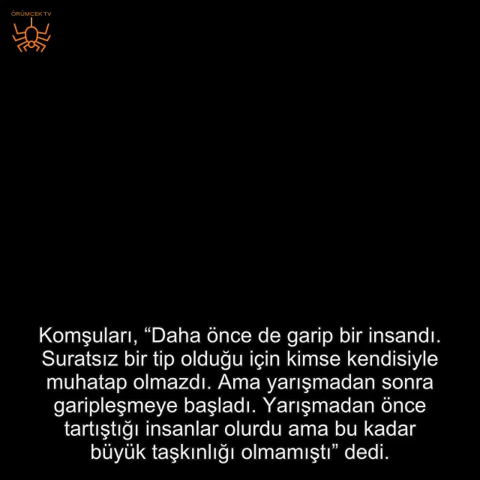 ÖRÜMCEK TV
Komşuları, “Daha önce de garip bir insandı.
Suratsız bir tip olduğu için kimse kendisiyle
muhatap olmazdı. Ama yarışmadan sonra
garipleşmeye başladı. Yarışmadan önce
tartıştığı insanlar olurdu ama bu kadar
büyük taşkınlığı olmamıştı” dedi.